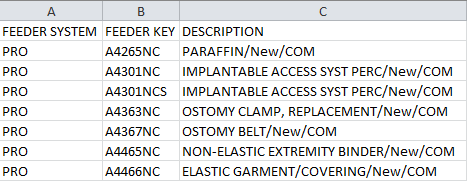 A B C
FEEDER SYSTEM FEEDER KEY DESCRIPTION
PRO A4265NC PARAFFIN/New/COM
PRO A4301NC IMPLANTABLE ACCESS SYST PERC/New/COM
PRO A4301NCS IMPLANTABLE ACCESS SYST PERC/New/COM
PRO A4363NC OSTOMY CLAMP, REPLACEMENT/New/COM
PRO A4367NC OSTOMY BELT/New/COM
PRO A4465NC NON-ELASTIC EXTREMITY BINDER/New/COM
PRO A4466NC ELASTIC GARMENT/COVERING/New/COM